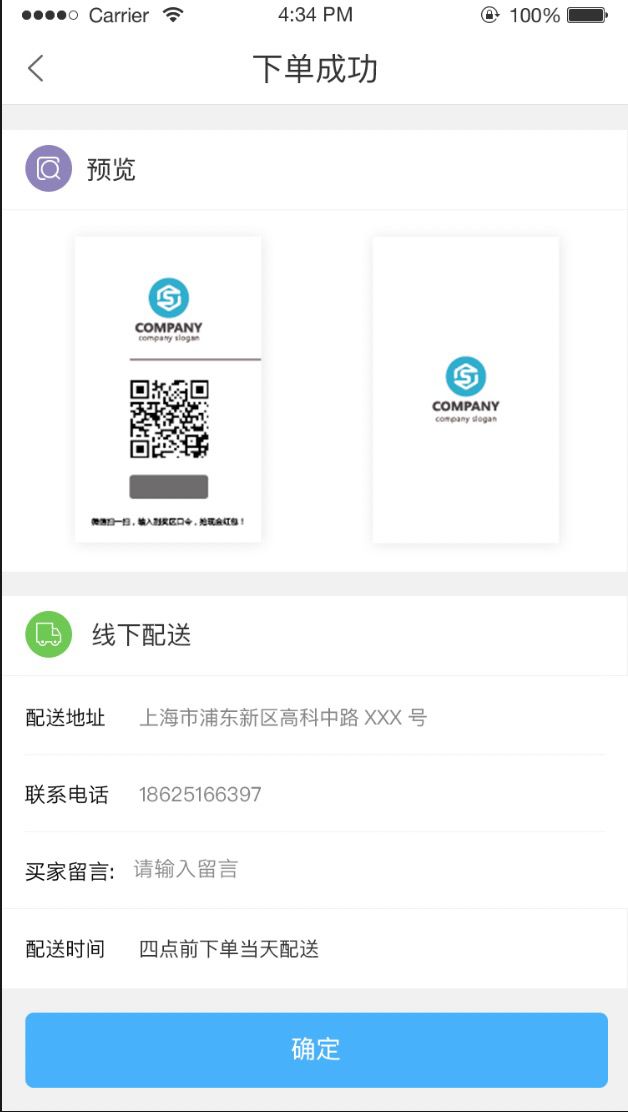 Carrier 4:34 PM 100%
下单成功
预览
COMPANY
company slogan
COMPANY
company slogan
微信扫一扫，输入到奖区口令，抢现金红包！
线下配送
配送地址 上海市浦东新区高科中路 XXX 号
联系电话 18625166397
买家留言: 请输入留言
配送时间 四点前下单当天配送
确定